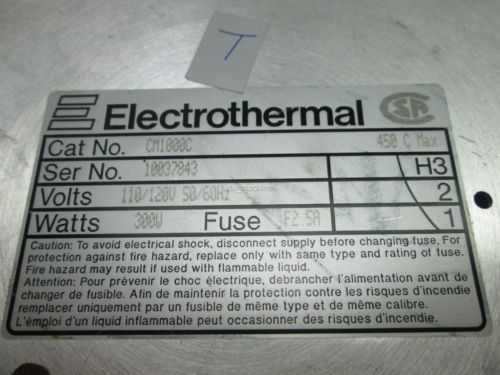 T
Electrothermal
Cat No. CM1000C 450 C Max
Ser No. 10037843 H3
Volts 110/120V 50/60Hz 2
Watts 300W Fuse F2.5A 1
Caution: To avoid electrical shock, disconnect supply before changing fuse. For
protection against fire hazard, replace only with same type and rating of fuse.
Fire hazard may result if used with flammable liquid.
Attention: Pour prévenir le choc électrique, debrancher l'alimentation avant de
changer de fusible. Afin de maintenir la protection contre les risques d'incendie
remplacer uniquement par un fusible de même type et de même calibre.
L'émploi d'un liquid inflammable peut occasionner des risques d'incendie.